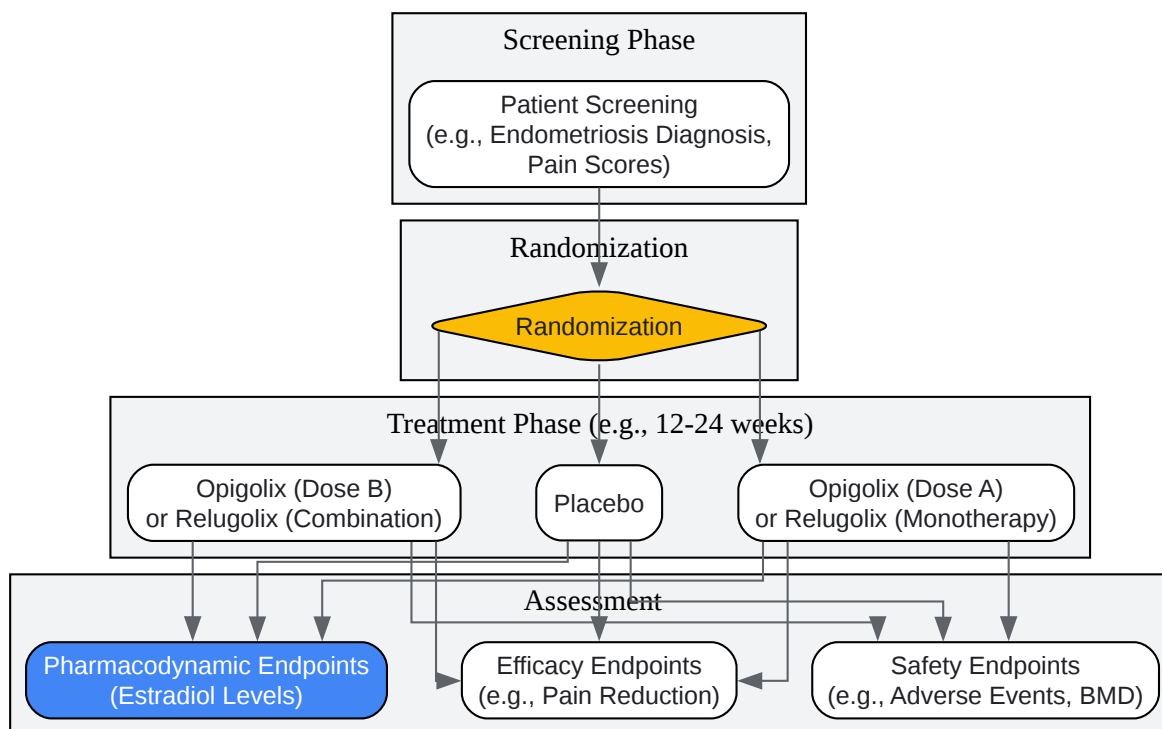 Screening Phase
Patient Screening
(e.g., Endometriosis Diagnosis,
Pain Scores)
Randomization
Randomization
Treatment Phase (e.g., 12-24 weeks)
Opigolix (Dose B)
or Relugolix (Combination)
Placebo
Opigolix (Dose A)
or Relugolix (Monotherapy)
Assessment
Pharmacodynamic Endpoints
(Estradiol Levels)
Efficacy Endpoints
(e.g., Pain Reduction)
Safety Endpoints
(e.g., Adverse Events, BMD)